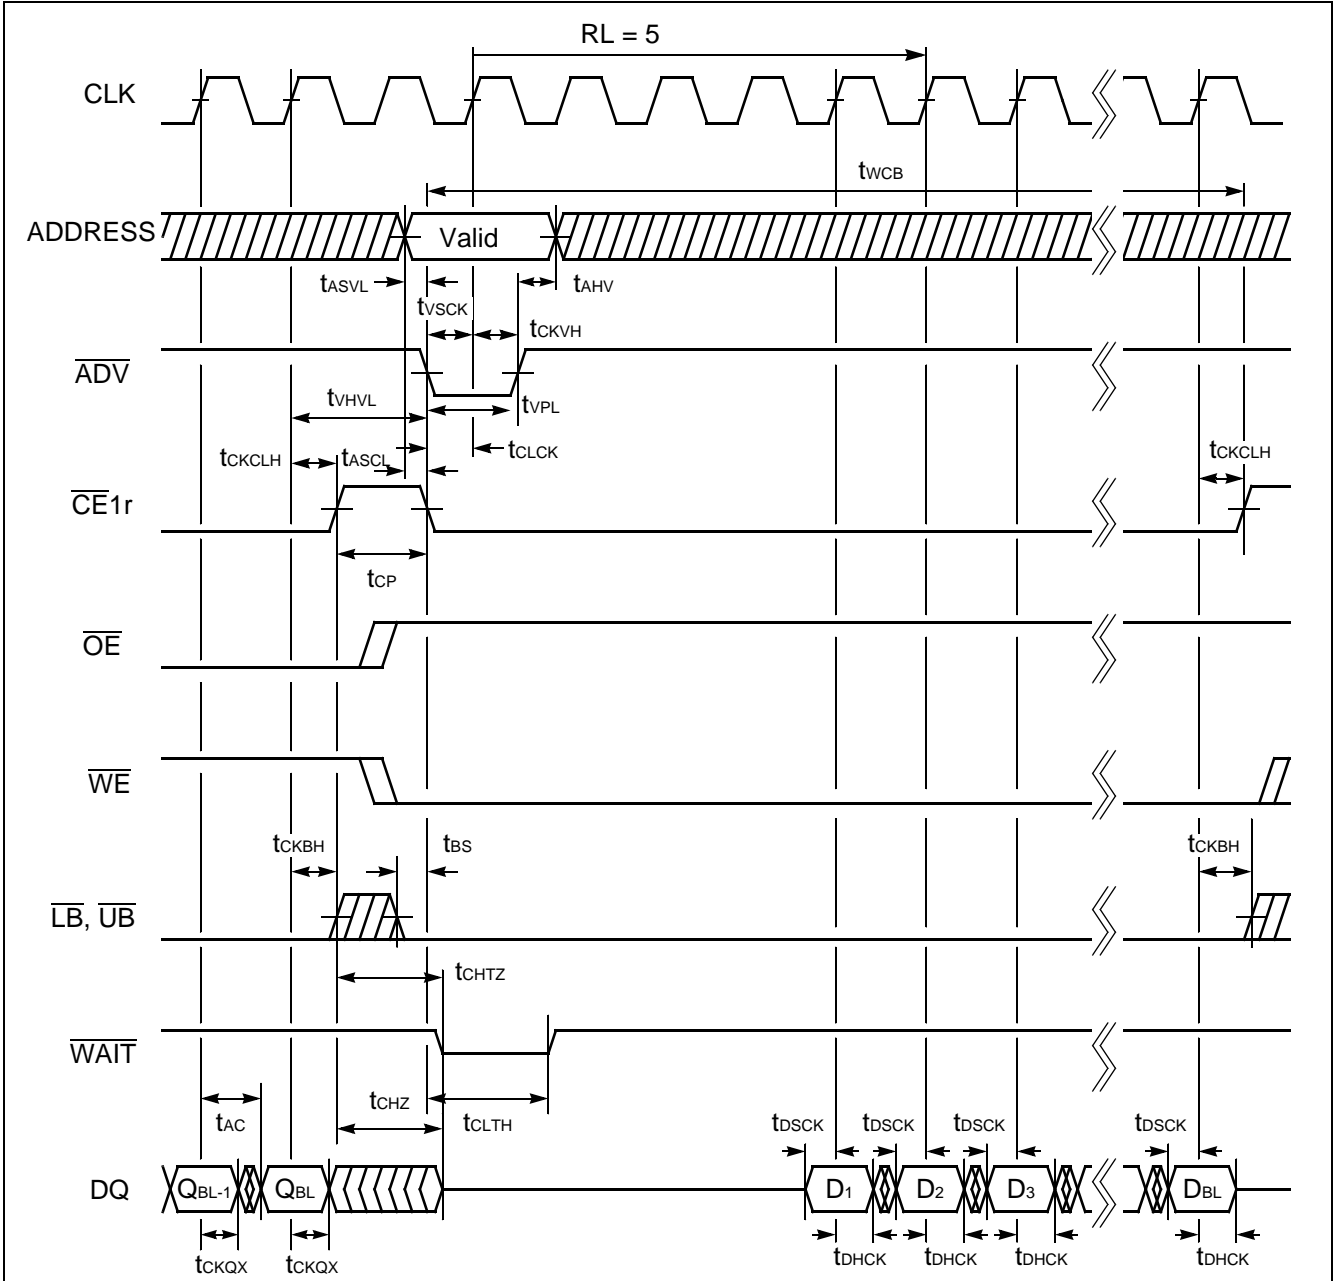 RL = 5
CLK
tWCB
ADDRESS
Valid
tASVL
tVSCK
tAHV
tCKVH
ADV
tVHVL
tVPL
tCKCLH
tASCL
tCLCK
tCKCLH
CE1r
tCP
OE
WE
tCKBH
tBS
tCKBH
LB, UB
tCHTZ
WAIT
tAC
tCHZ
tCLTH
tDSCK
tDSCK
tDSCK
tDSCK
DQ
QBL-1
QBL
D1
D2
D3
DBL
tCKQX
tCKQX
tDHCK
tDHCK
tDHCK
tDHCK